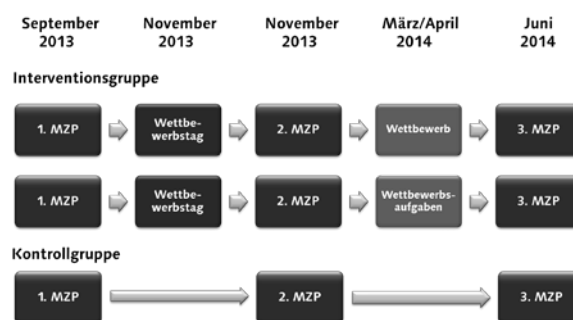 September November November März/April Juni
2013 2013 2013 2014 2014
Interventionsgruppe
1. MZP Wettbe- 2. MZP Wettbewerb 3. MZP
werbstag
1. MZP Wettbe- 2. MZP Wettbewerbs- 3. MZP
werbstag aufgaben
Kontrollgruppe
1. MZP 2. MZP 3. MZP